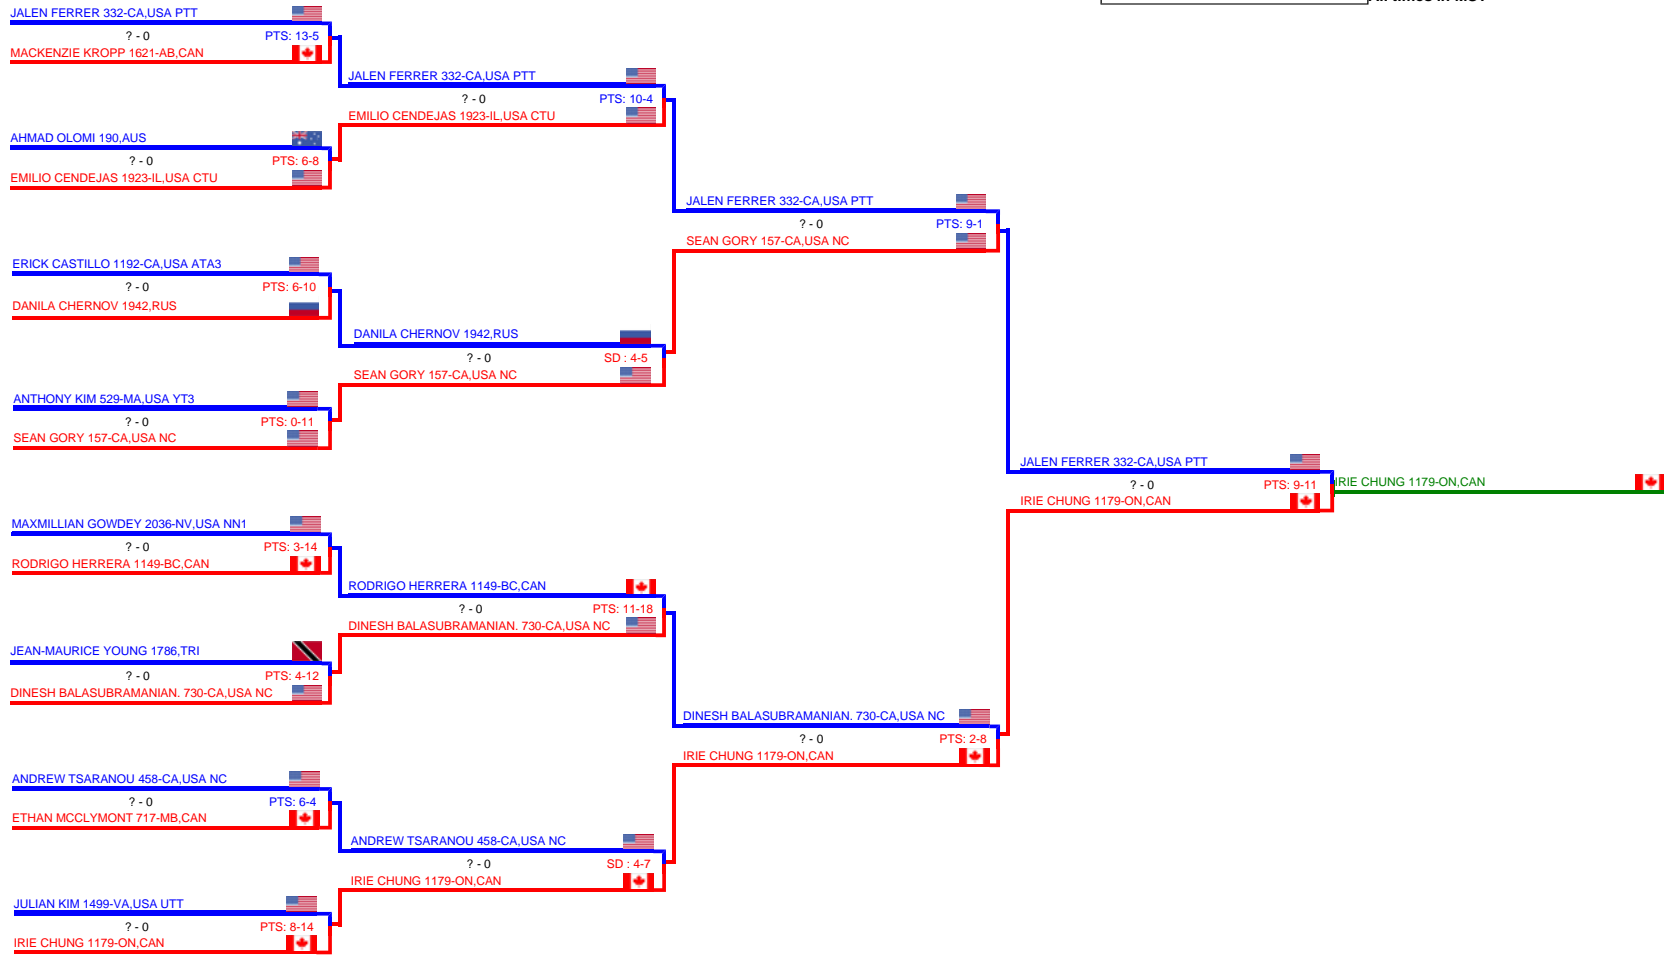 JALEN FERRER 332-CA,USA PTT
? - 0 PTS: 13-5
MACKENZIE KROPP 1621-AB,CAN
AHMAD OLOMI 190,AUS
? - 0 PTS: 6-8
EMILIO CENDEJAS 1923-IL,USA CTU
ERICK CASTILLO 1192-CA,USA ATA3
? - 0 PTS: 6-10
DANILA CHERNOV 1942,RUS
ANTHONY KIM 529-MA,USA YT3
? - 0 PTS: 0-11
SEAN GORY 157-CA,USA NC
MAXMILLIAN GOWDEY 2036-NV,USA NN1
? - 0 PTS: 3-14
RODRIGO HERRERA 1149-BC,CAN
JEAN-MAURICE YOUNG 1786,TRI
? - 0 PTS: 4-12
DINESH BALASUBRAMANIAN. 730-CA,USA NC
ANDREW TSARANOU 458-CA,USA NC
? - 0 PTS: 6-4
ETHAN MCCLYMONT 717-MB,CAN
JULIAN KIM 1499-VA,USA UTT
? - 0 PTS: 8-14
IRIE CHUNG 1179-ON,CAN
JALEN FERRER 332-CA,USA PTT
? - 0 PTS: 10-4
EMILIO CENDEJAS 1923-IL,USA CTU
DANILA CHERNOV 1942,RUS
? - 0 SD : 4-5
SEAN GORY 157-CA,USA NC
RODRIGO HERRERA 1149-BC,CAN
? - 0 PTS: 11-18
DINESH BALASUBRAMANIAN. 730-CA,USA NC
ANDREW TSARANOU 458-CA,USA NC
? - 0 SD : 4-7
IRIE CHUNG 1179-ON,CAN
JALEN FERRER 332-CA,USA PTT
? - 0 PTS: 9-1
SEAN GORY 157-CA,USA NC
DINESH BALASUBRAMANIAN. 730-CA,USA NC
? - 0 PTS: 2-8
IRIE CHUNG 1179-ON,CAN
JALEN FERRER 332-CA,USA PTT
? - 0 PTS: 9-11
IRIE CHUNG 1179-ON,CAN
IRIE CHUNG 1179-ON,CAN